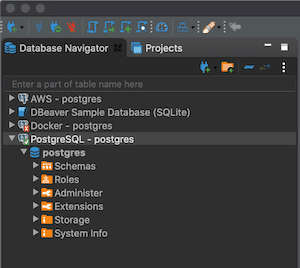 Database Navigator
Projects
Enter a part of table name here
AWS - postgres
DBeaver Sample Database (SQLite)
Docker - postgres
PostgreSQL - postgres
postgres
Schemas
Roles
Administer
Extensions
Storage
System Info